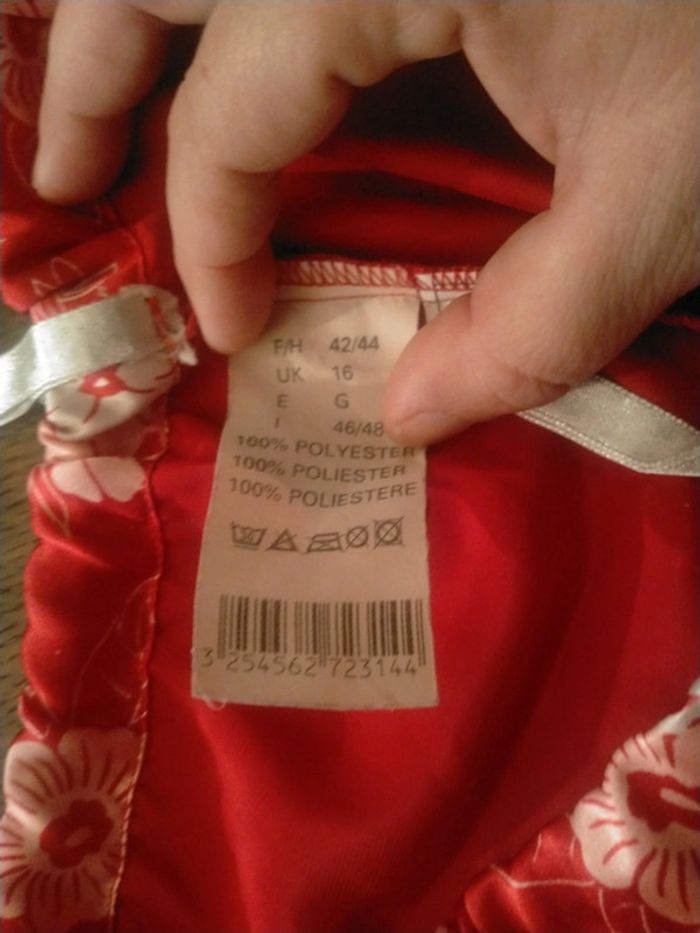 F/H 42/44
UK 16
E G
I 46/48
100% POLYESTER
100% POLIESTER
100% POLIESTERE
3 254562 723144